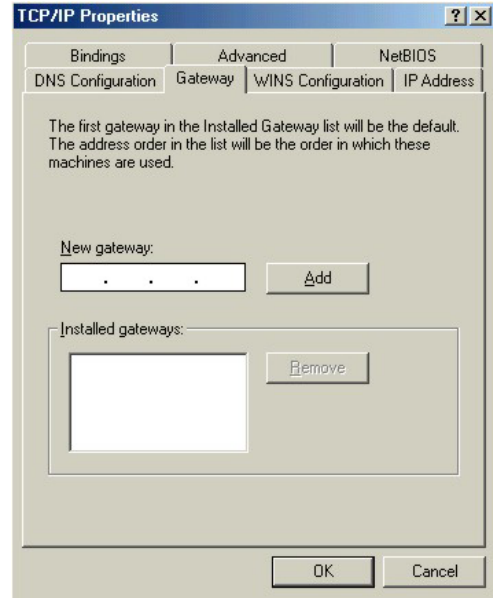 TCP/IP Properties
? X
Bindings Advanced NetBIOS
DNS Configuration Gateway WINS Configuration IP Address
The first gateway in the Installed Gateway list will be the default.
The address order in the list will be the order in which these
machines are used.
New gateway:
. . .
Add
Installed gateways:
Remove
OK Cancel